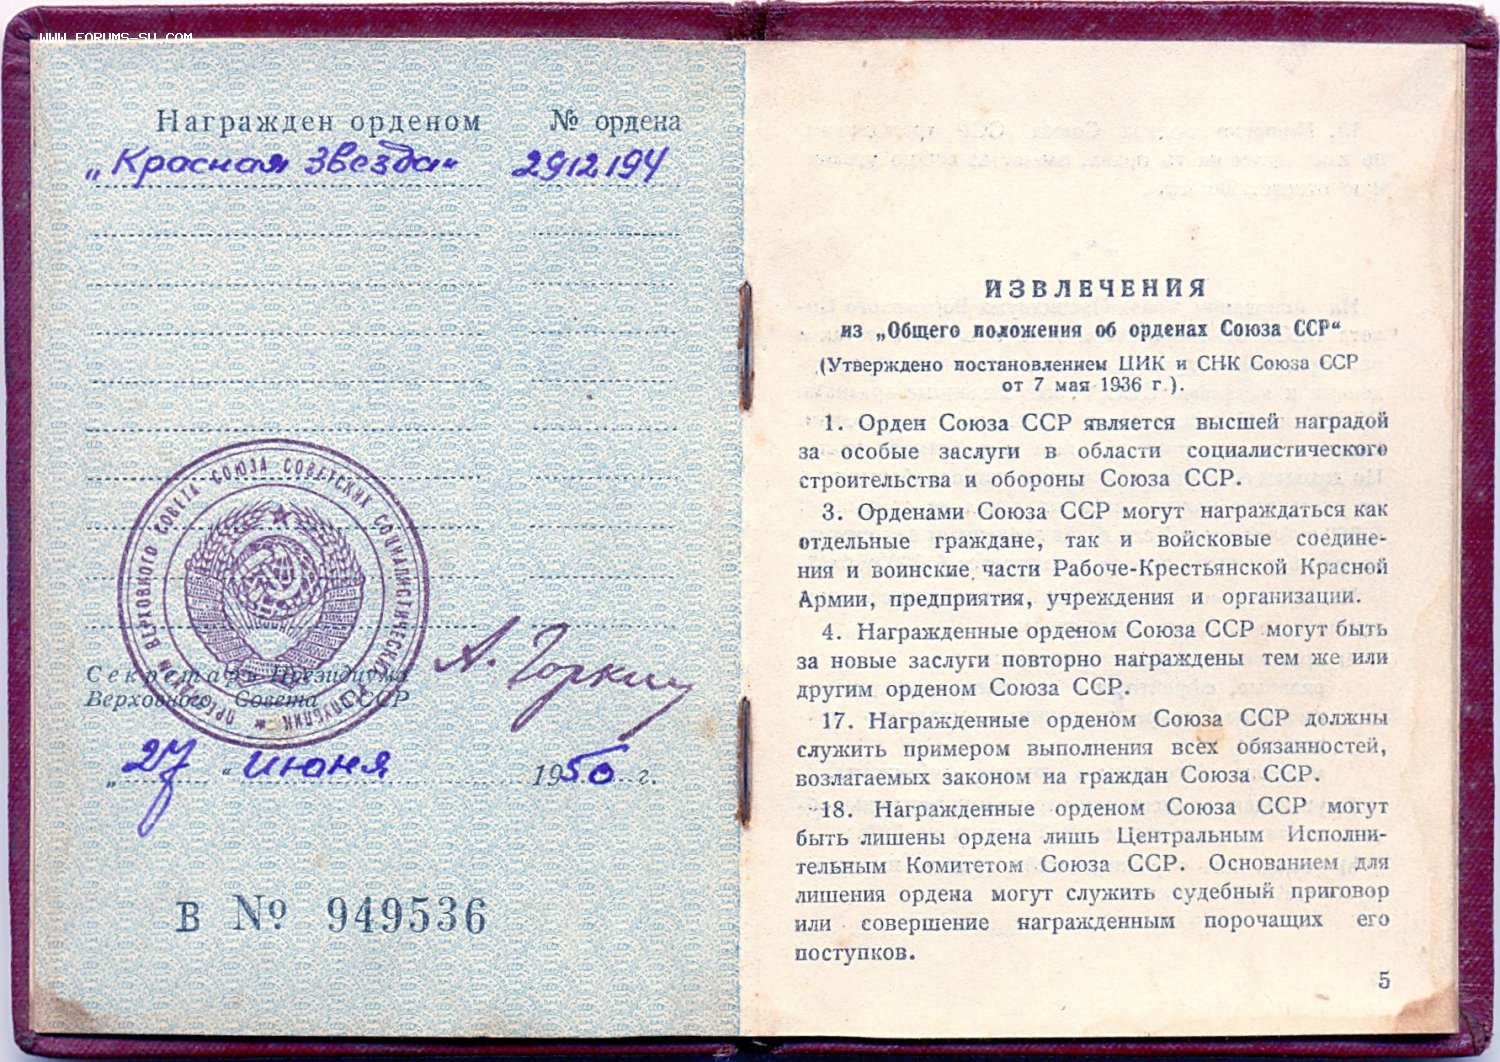 WWW.FORUMS-SU.COM
Награжден орденом № ордена
„Красная Звезда“ 2912194
ПРЕЗИДИУМ ВЕРХОВНОГО СОВЕТА СОЮЗА СОВЕТСКИХ СОЦИАЛИСТИЧЕСКИХ РЕСПУБЛИК
Секретарь Президиума
Верховного Совета СССР
А. Горкин
„27“ июня 1950 г.
В № 949536
ИЗВЛЕЧЕНИЯ
из „Общего положения об орденах Союза ССР“
(Утверждено постановлением ЦИК и СНК Союза ССР
от 7 мая 1936 г.).
1. Орден Союза ССР является высшей наградой
за особые заслуги в области социалистического
строительства и обороны Союза ССР.
3. Орденами Союза ССР могут награждаться как
отдельные граждане, так и войсковые соедине-
ния и воинские части Рабоче-Крестьянской Красной
Армии, предприятия, учреждения и организации.
4. Награжденные орденом Союза ССР могут быть
за новые заслуги повторно награждены тем же или
другим орденом Союза ССР.
17. Награжденные орденом Союза ССР должны
служить примером выполнения всех обязанностей,
возлагаемых законом на граждан Союза ССР.
18. Награжденные орденом Союза ССР могут
быть лишены ордена лишь Центральным Исполни-
тельным Комитетом Союза ССР. Основанием для
лишения ордена могут служить судебный приговор
или совершение награжденным порочащих его
поступков.
5